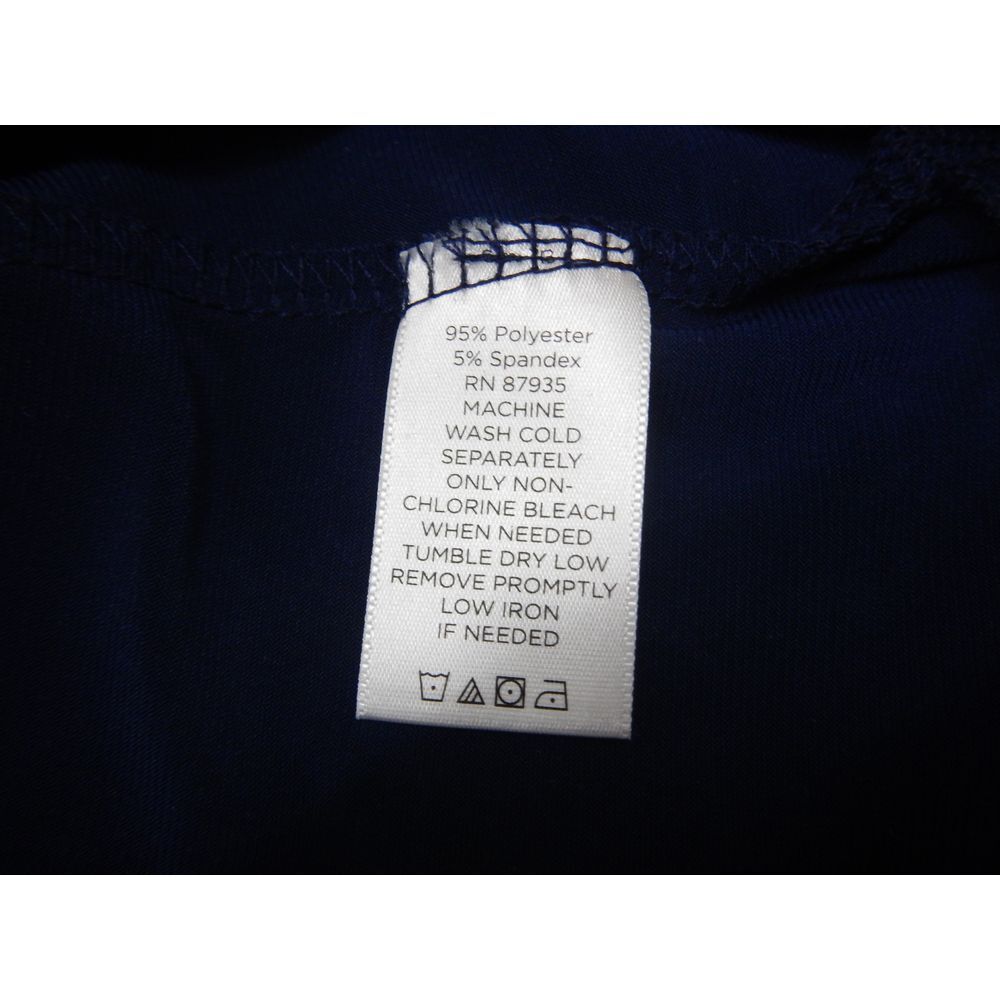 95% Polyester
5% Spandex
RN 87935
MACHINE
WASH COLD
SEPARATELY
ONLY NON-
CHLORINE BLEACH
WHEN NEEDED
TUMBLE DRY LOW
REMOVE PROMPTLY
LOW IRON
IF NEEDED